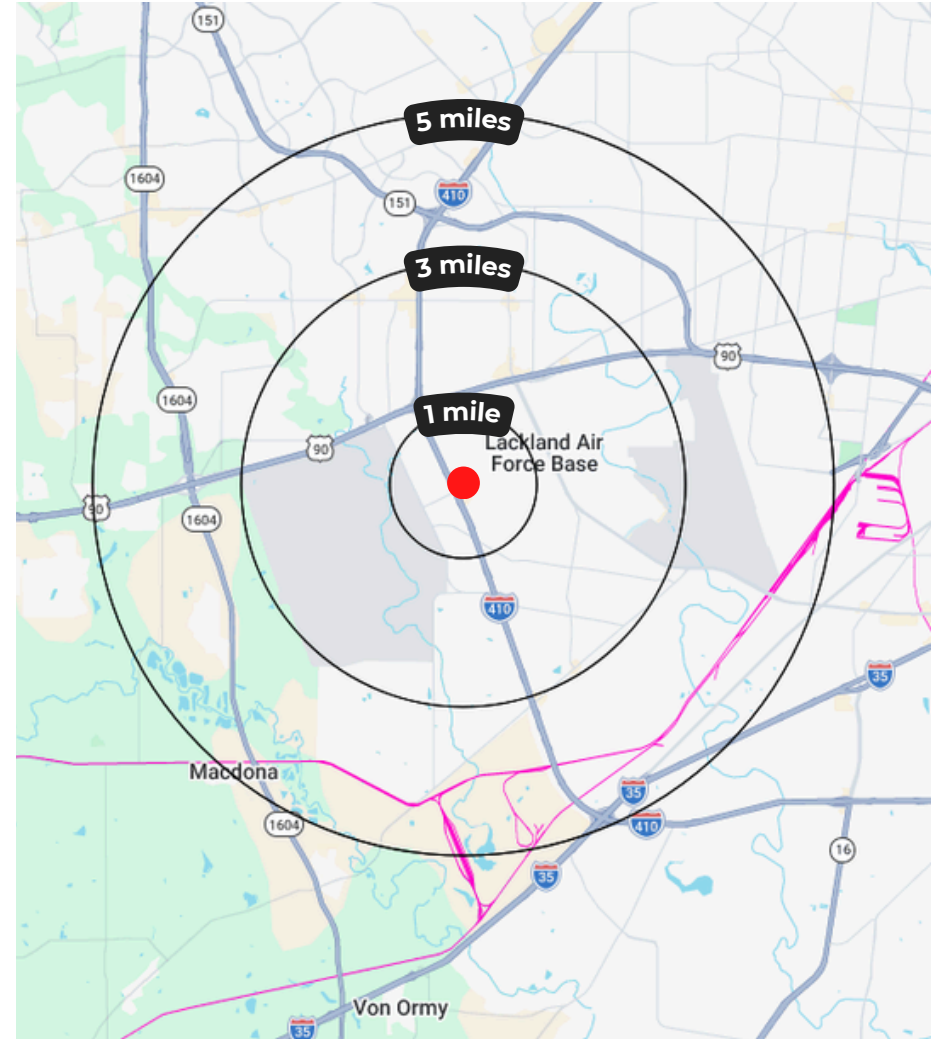 151
5 miles
1604
410
151
3 miles
90
1604
1 mile
90
Lackland Air
Force Base
90
1604
410
35
Macdona
35
1604
410
16
35
Von Ormy
35